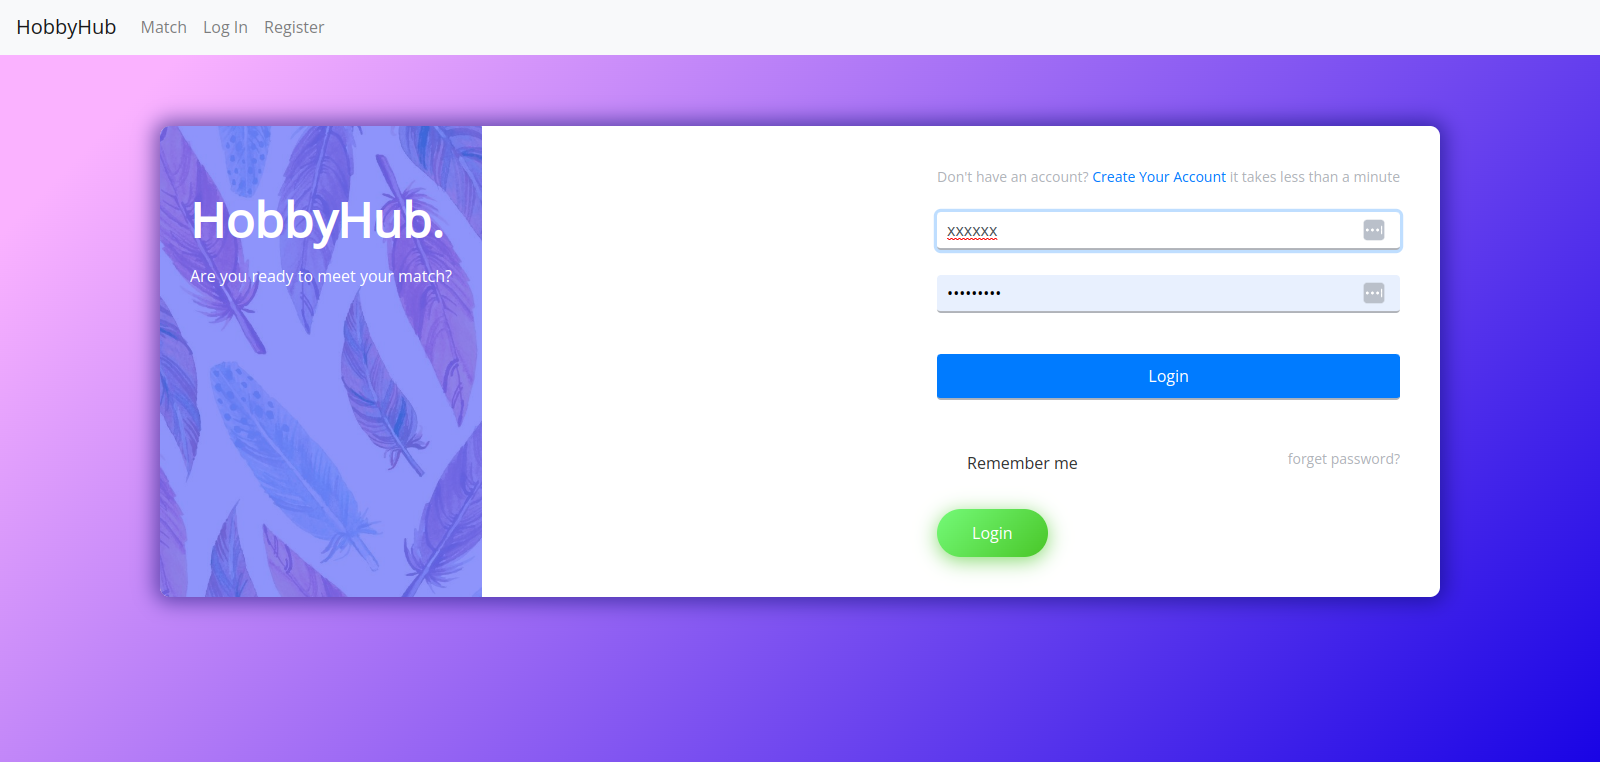 HobbyHub Match Log In Register
HobbyHub.
Are you ready to meet your match?
Don't have an account? Create Your Account it takes less than a minute
xxxxxx
•••••••••
Login
Remember me
forget password?
Login